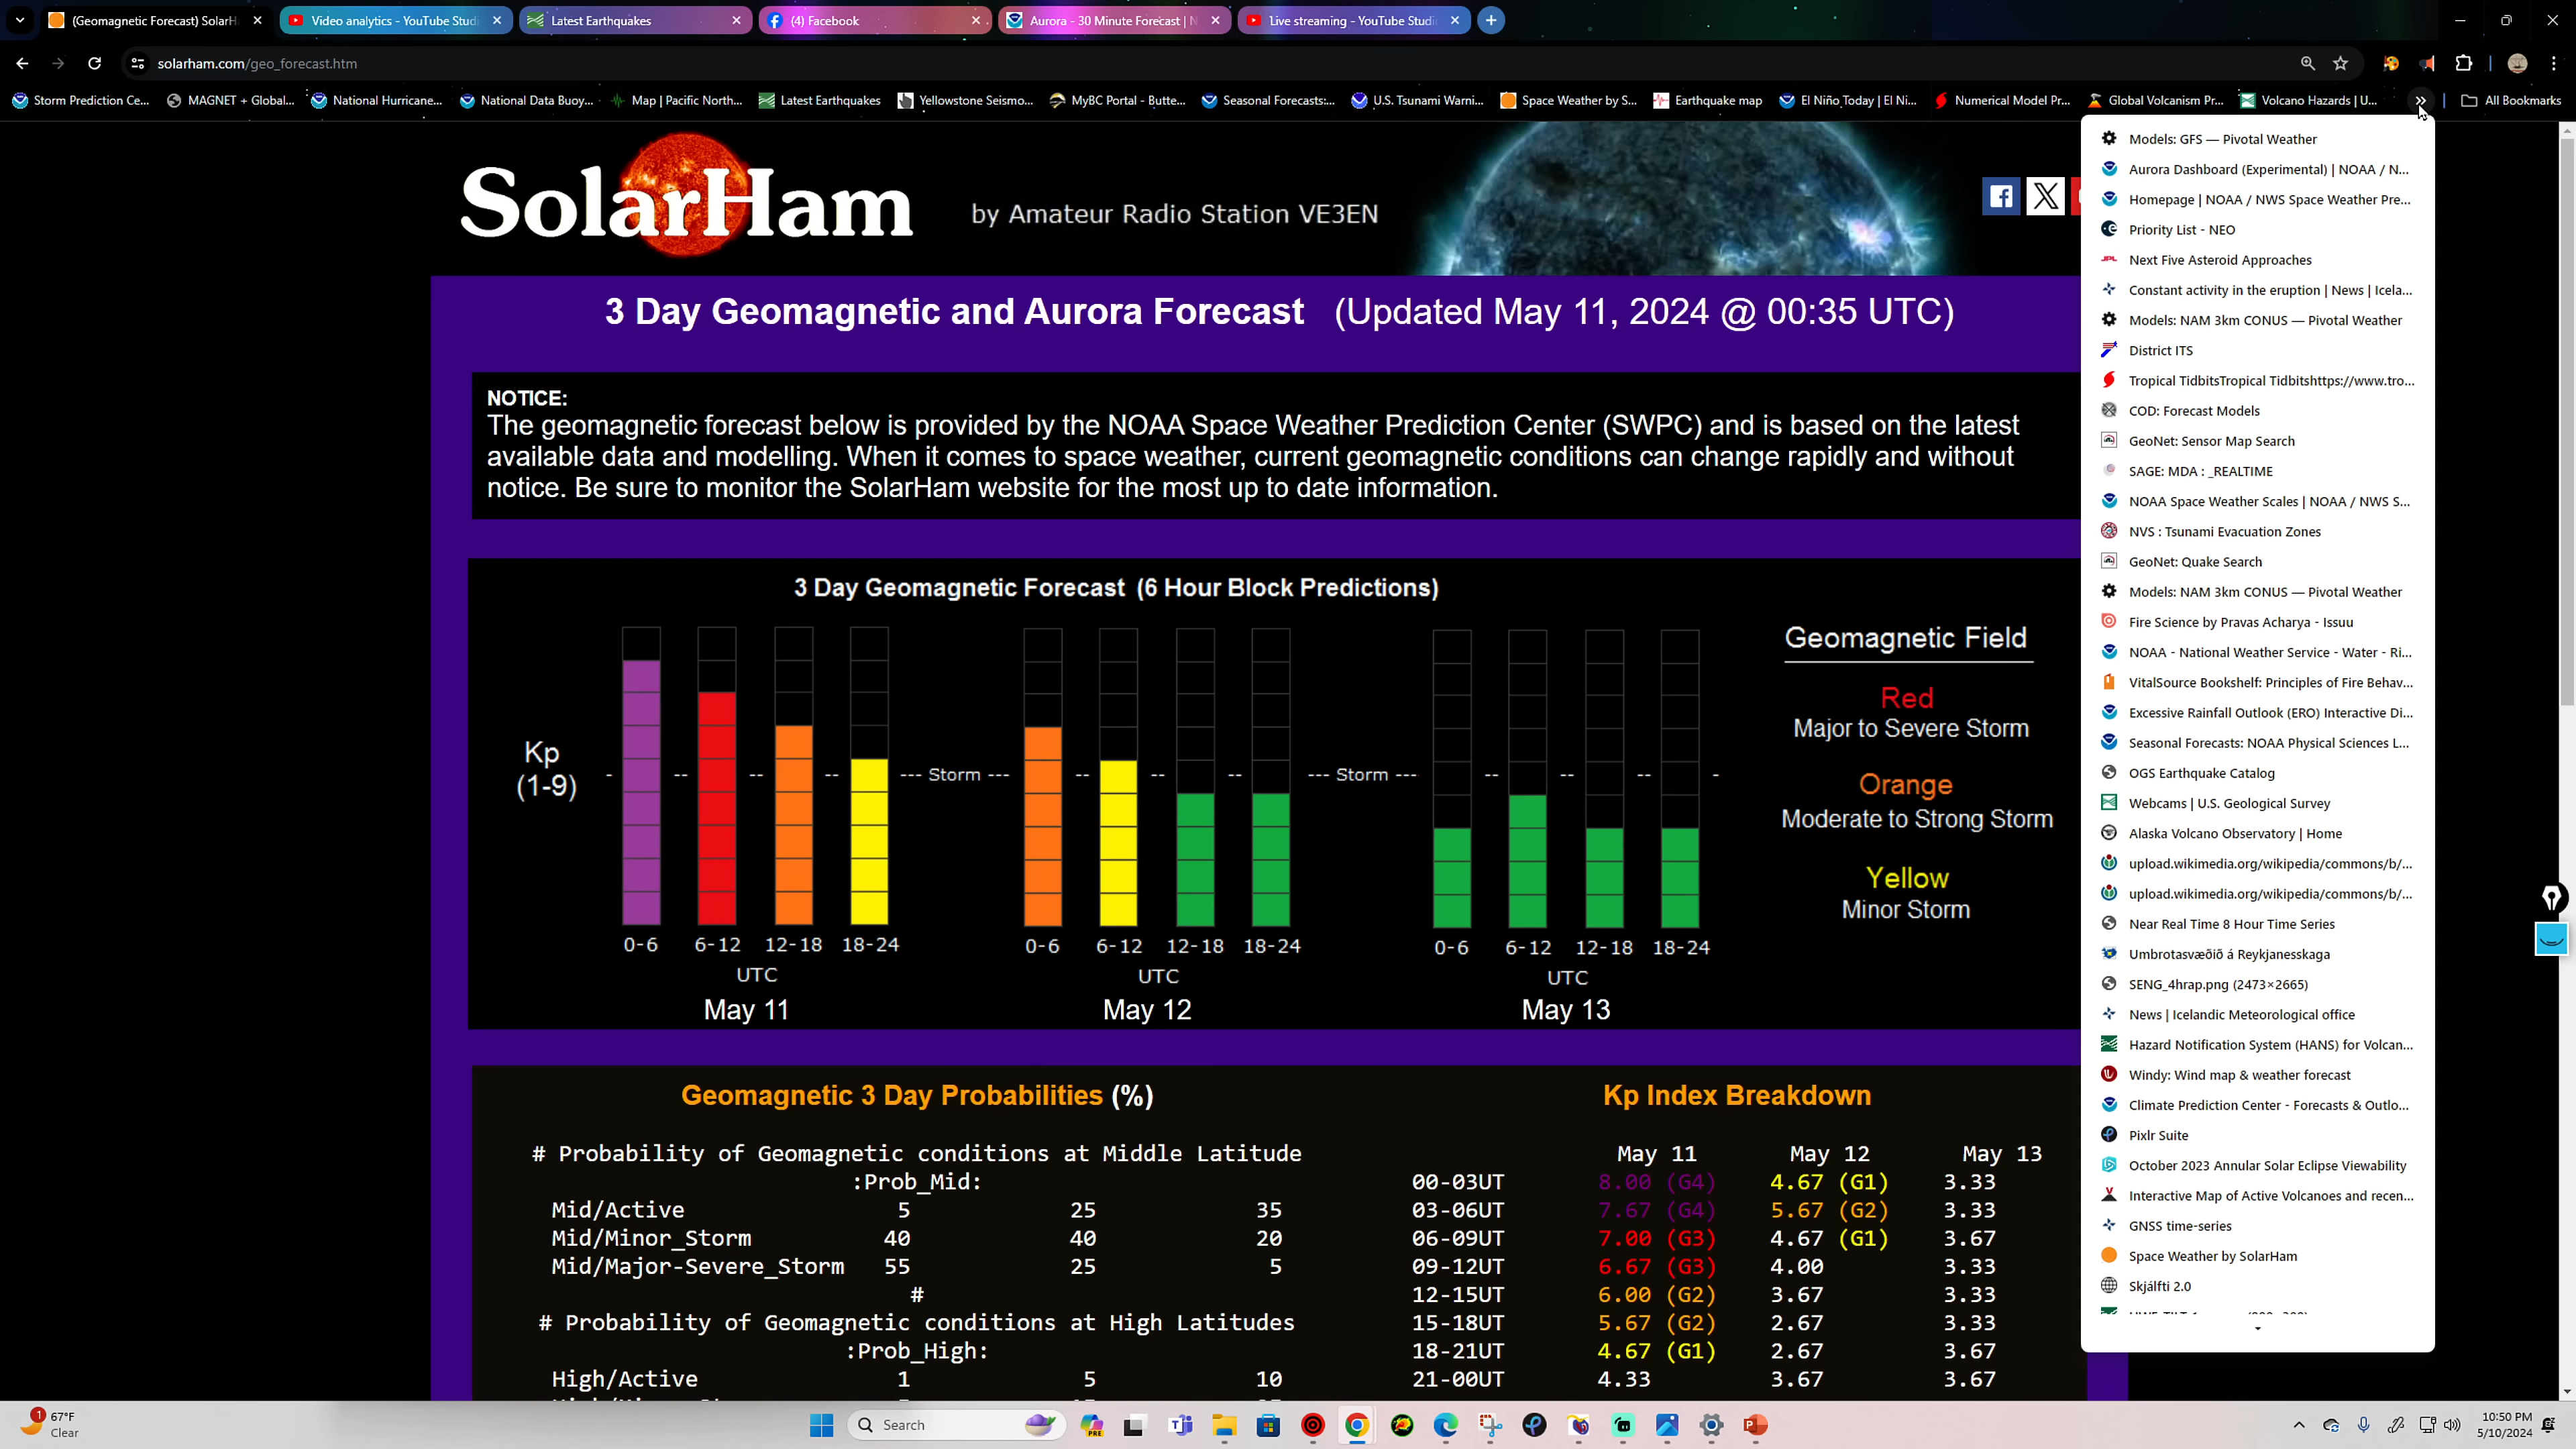 (Geomagnetic Forecast) SolarH
Video analytics - YouTube Studi
Latest Earthquakes
(4) Facebook
Aurora - 30 Minute Forecast | N
Live streaming - YouTube Studi
solarham.com/geo_forecast.htm
Storm Prediction Ce...
MAGNET + Global...
National Hurricane...
National Data Buoy...
Map | Pacific North...
Latest Earthquakes
Yellowstone Seismo...
MyBC Portal - Butte...
Seasonal Forecasts:...
U.S. Tsunami Warni...
Space Weather by S...
Earthquake map
El Niño Today | El Ni...
Numerical Model Pr...
Global Volcanism Pr...
Volcano Hazards | U...
»
All Bookmarks
SolarHam
by Amateur Radio Station VE3EN
3 Day Geomagnetic and Aurora Forecast (Updated May 11, 2024 @ 00:35 UTC)
NOTICE:
The geomagnetic forecast below is provided by the NOAA Space Weather Prediction Center (SWPC) and is based on the latest
available data and modelling. When it comes to space weather, current geomagnetic conditions can change rapidly and without
notice. Be sure to monitor the SolarHam website for the most up to date information.
3 Day Geomagnetic Forecast (6 Hour Block Predictions)
Kp
(1-9)
- -- -- -- --- Storm --- -- -- -- --- Storm --- -- -- -- -
0-6 6-12 12-18 18-24
UTC
May 11
0-6 6-12 12-18 18-24
UTC
May 12
0-6 6-12 12-18 18-24
UTC
May 13
Geomagnetic Field
Red
Major to Severe Storm
Orange
Moderate to Strong Storm
Yellow
Minor Storm
Geomagnetic 3 Day Probabilities (%)
# Probability of Geomagnetic conditions at Middle Latitude
:Prob_Mid:
Mid/Active 5 25 35
Mid/Minor_Storm 40 40 20
Mid/Major-Severe_Storm 55 25 5
#
# Probability of Geomagnetic conditions at High Latitudes
:Prob_High:
High/Active 1 5 10
Kp Index Breakdown
May 11 May 12 May 13
00-03UT 8.00 (G4) 4.67 (G1) 3.33
03-06UT 7.67 (G4) 5.67 (G2) 3.33
06-09UT 7.00 (G3) 4.67 (G1) 3.67
09-12UT 6.67 (G3) 4.00 3.33
12-15UT 6.00 (G2) 3.67 3.33
15-18UT 5.67 (G2) 2.67 3.33
18-21UT 4.67 (G1) 2.67 3.67
21-00UT 4.33 3.67 3.67
Models: GFS — Pivotal Weather
Aurora Dashboard (Experimental) | NOAA / N...
Homepage | NOAA / NWS Space Weather Pre...
Priority List - NEO
Next Five Asteroid Approaches
Constant activity in the eruption | News | Icela...
Models: NAM 3km CONUS — Pivotal Weather
District ITS
Tropical TidbitsTropical Tidbitshttps://www.tro...
COD: Forecast Models
GeoNet: Sensor Map Search
SAGE: MDA : _REALTIME
NOAA Space Weather Scales | NOAA / NWS S...
NVS : Tsunami Evacuation Zones
GeoNet: Quake Search
Models: NAM 3km CONUS — Pivotal Weather
Fire Science by Pravas Acharya - Issuu
NOAA - National Weather Service - Water - Ri...
VitalSource Bookshelf: Principles of Fire Behav...
Excessive Rainfall Outlook (ERO) Interactive Di...
Seasonal Forecasts: NOAA Physical Sciences L...
OGS Earthquake Catalog
Webcams | U.S. Geological Survey
Alaska Volcano Observatory | Home
upload.wikimedia.org/wikipedia/commons/b/...
upload.wikimedia.org/wikipedia/commons/b/...
Near Real Time 8 Hour Time Series
Umbrotasvæðið á Reykjanesskaga
SENG_4hrap.png (2473×2665)
News | Icelandic Meteorological office
Hazard Notification System (HANS) for Volcan...
Windy: Wind map & weather forecast
Climate Prediction Center - Forecasts & Outlo...
Pixlr Suite
October 2023 Annular Solar Eclipse Viewability
Interactive Map of Active Volcanoes and recen...
GNSS time-series
Space Weather by SolarHam
Skjálfti 2.0
1
67°F
Clear
Search
PRE
10:50 PM
5/10/2024